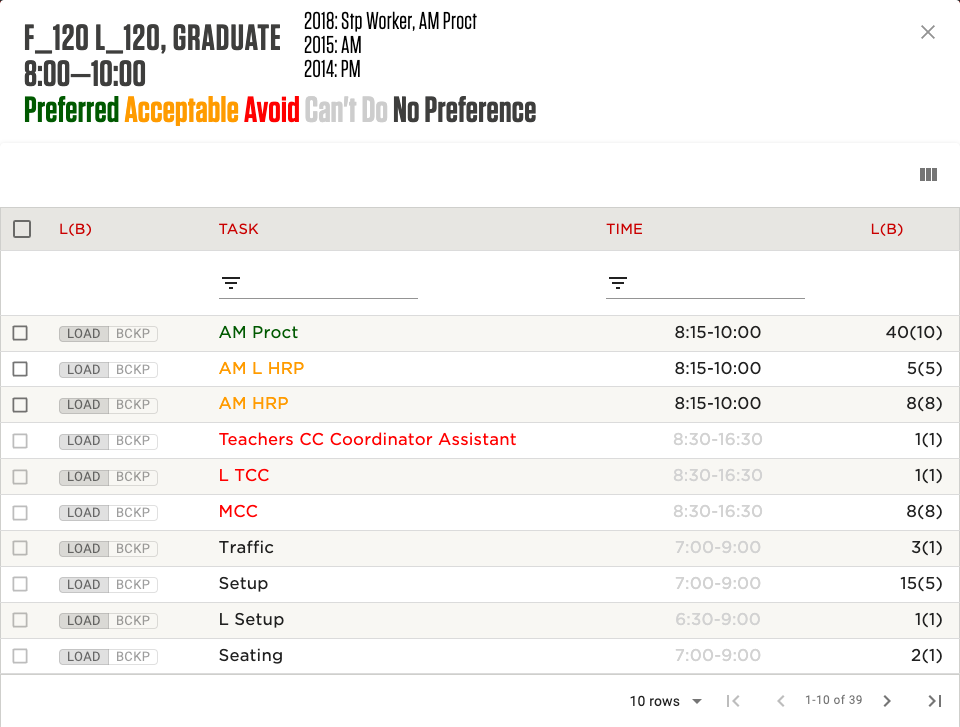 F_120 L_120, GRADUATE
8:00—10:00
2018: Stp Worker, AM Proct
2015: AM
2014: PM
Preferred Acceptable Avoid Can't Do No Preference
L(B) TASK TIME L(B)
LOAD BCKP AM Proct 8:15-10:00 40(10)
LOAD BCKP AM L HRP 8:15-10:00 5(5)
LOAD BCKP AM HRP 8:15-10:00 8(8)
LOAD BCKP Teachers CC Coordinator Assistant 8:30-16:30 1(1)
LOAD BCKP L TCC 8:30-16:30 1(1)
LOAD BCKP MCC 8:30-16:30 8(8)
LOAD BCKP Traffic 7:00-9:00 3(1)
LOAD BCKP Setup 7:00-9:00 15(5)
LOAD BCKP L Setup 6:30-9:00 1(1)
LOAD BCKP Seating 7:00-9:00 2(1)
10 rows 1-10 of 39